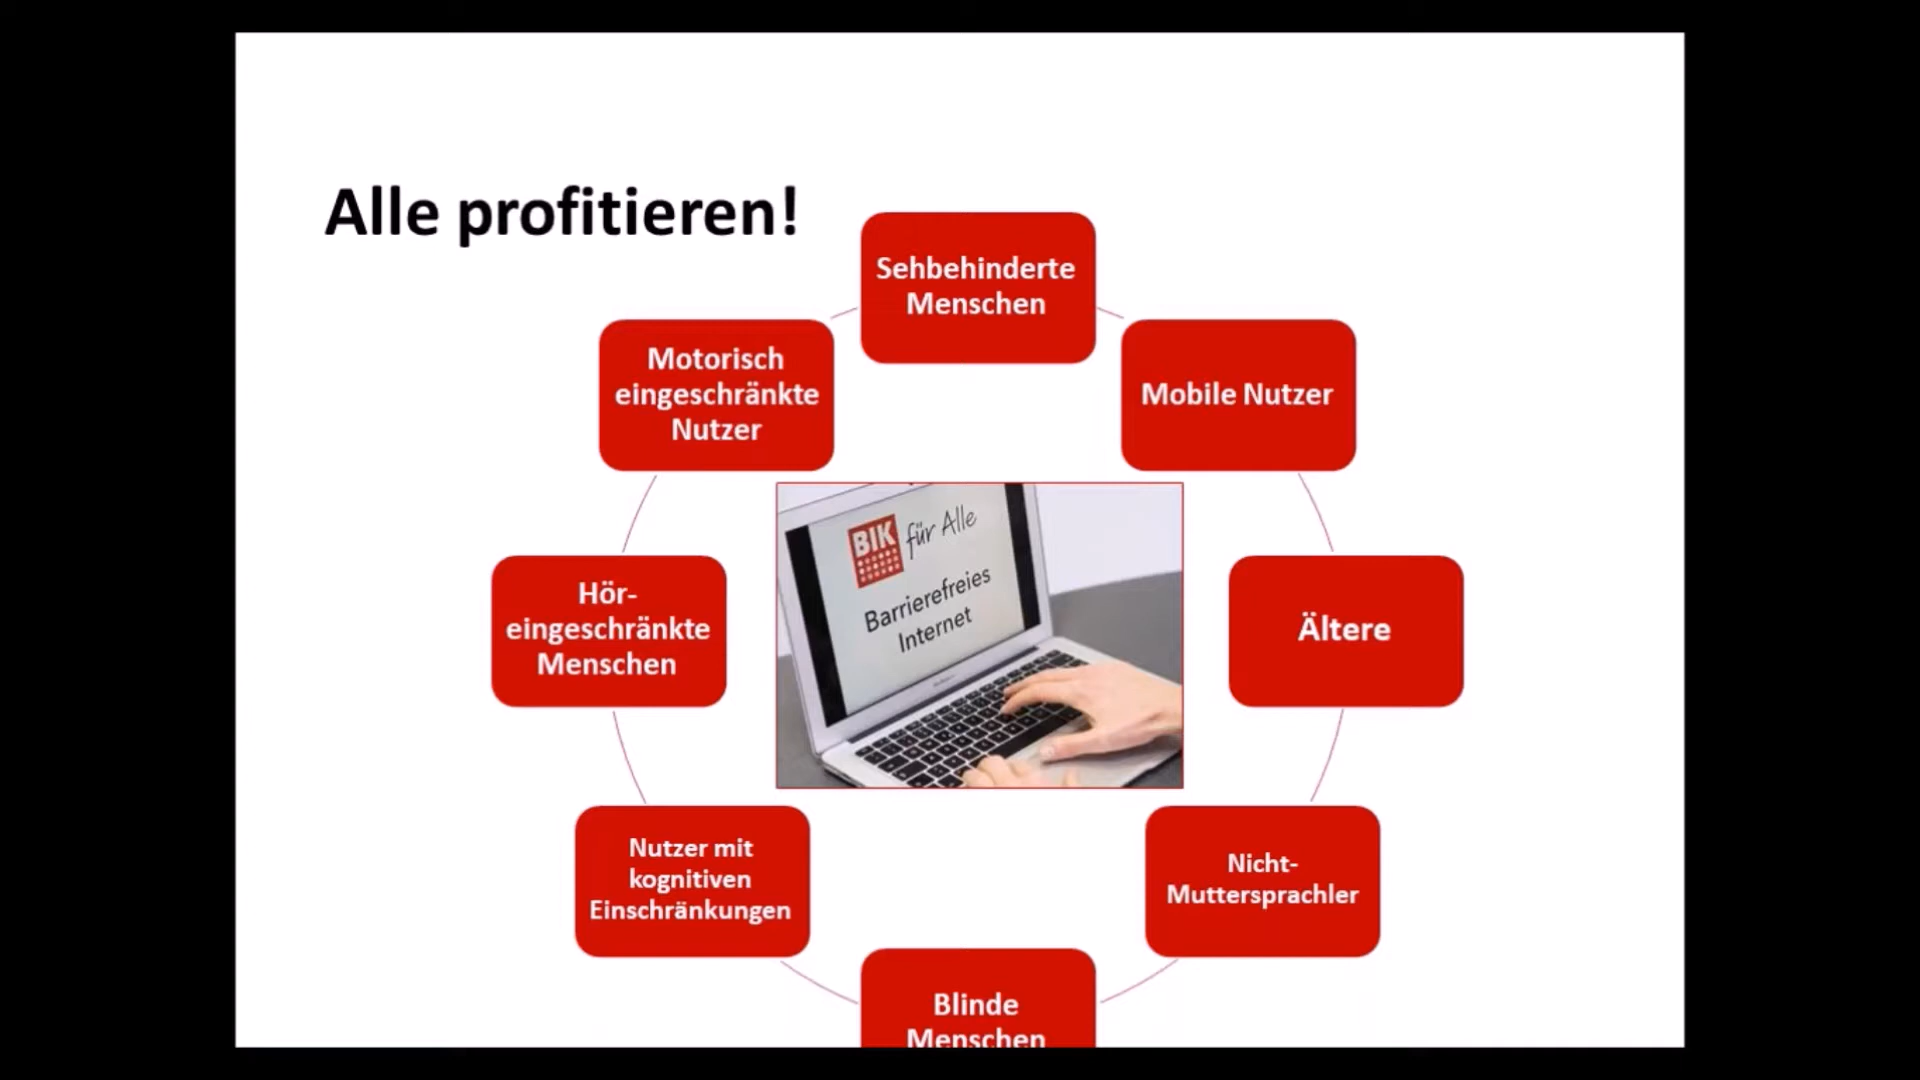 Alle profitieren!
Sehbehinderte
Menschen
Mobile Nutzer
Ältere
Nicht-
Muttersprachler
Blinde
Menschen
Nutzer mit
kognitiven
Einschränkungen
Hör-
eingeschränkte
Menschen
Motorisch
eingeschränkte
Nutzer
BIK für Alle
Barrierefreies
Internet